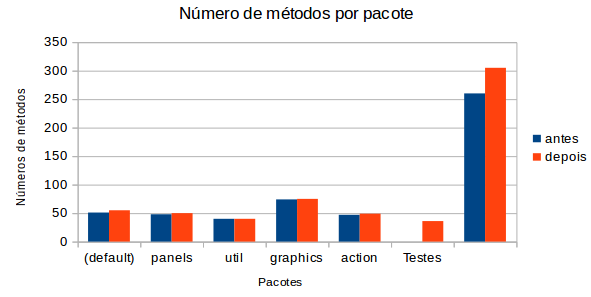 Número de métodos por pacote
350
300
250
200
150
100
50
0
Números de métodos
(default) panels util graphics action Testes
Pacotes
antes
depois